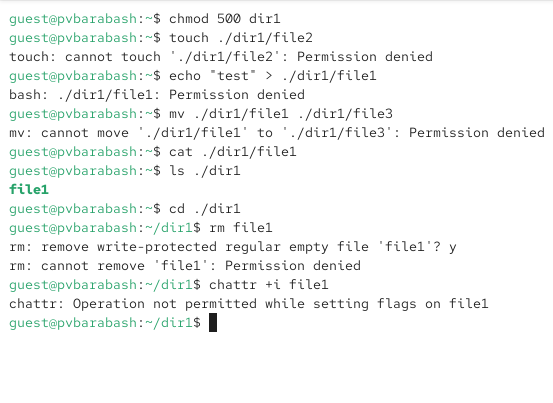 guest@pvbarabash:~$ chmod 500 dir1
guest@pvbarabash:~$ touch ./dir1/file2
touch: cannot touch './dir1/file2': Permission denied
guest@pvbarabash:~$ echo "test" > ./dir1/file1
bash: ./dir1/file1: Permission denied
guest@pvbarabash:~$ mv ./dir1/file1 ./dir1/file3
mv: cannot move './dir1/file1' to './dir1/file3': Permission denied
guest@pvbarabash:~$ cat ./dir1/file1
guest@pvbarabash:~$ ls ./dir1
file1
guest@pvbarabash:~$ cd ./dir1
guest@pvbarabash:~/dir1$ rm file1
rm: remove write-protected regular empty file 'file1'? y
rm: cannot remove 'file1': Permission denied
guest@pvbarabash:~/dir1$ chattr +i file1
chattr: Operation not permitted while setting flags on file1
guest@pvbarabash:~/dir1$